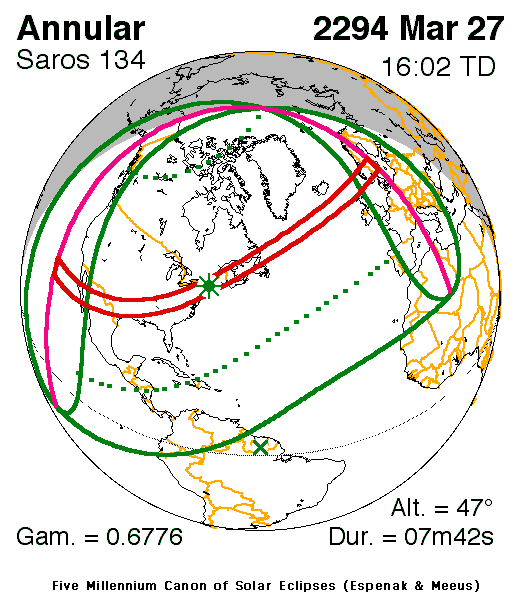 Annular
2294 Mar 27
Saros 134
16:02 TD
Alt. = 47°
Gam. = 0.6776
Dur. = 07m42s
Five Millennium Canon of Solar Eclipses (Espenak & Meeus)